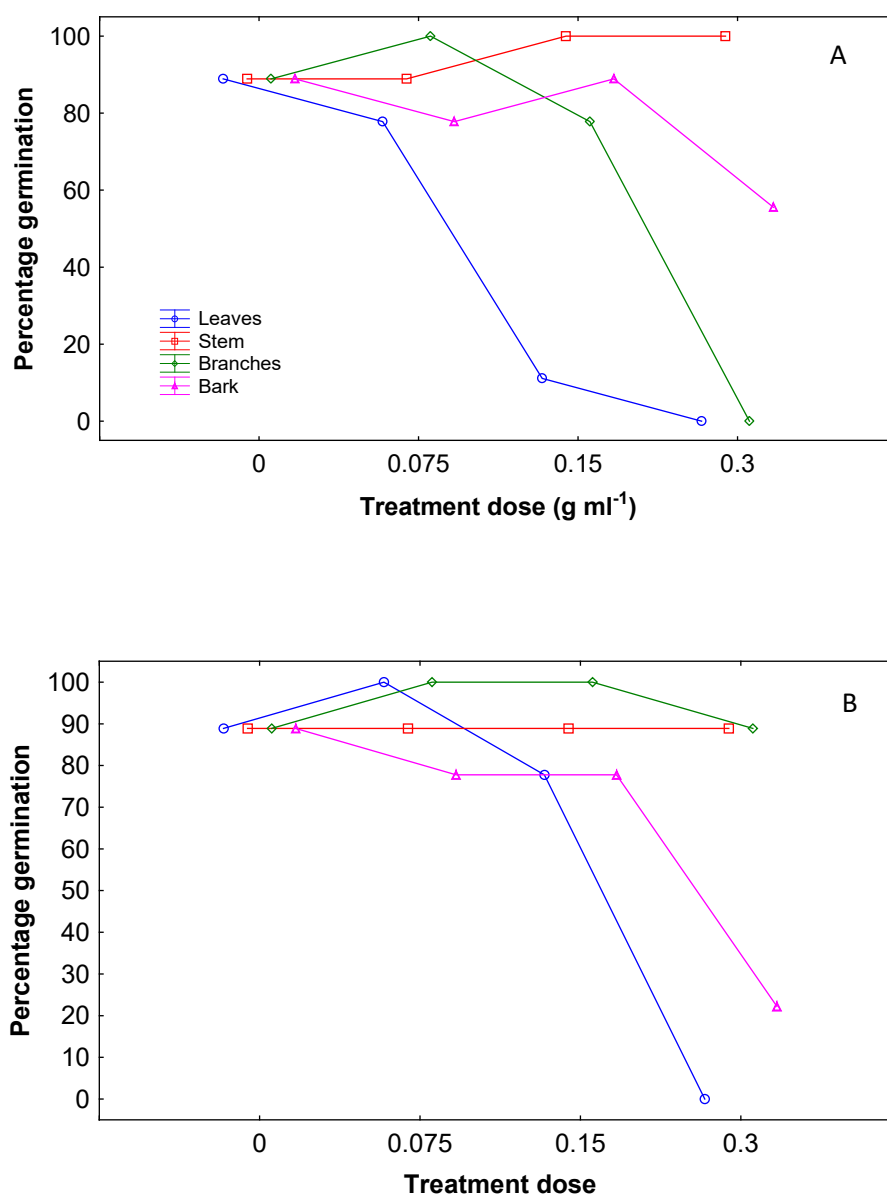 A
100
80
60
40
20
0
Percentage germination
Leaves
Stem
Branches
Bark
0 0.075 0.15 0.3
Treatment dose (g ml-1)
B
100
90
80
70
60
50
40
30
20
10
0
Percentage germination
0 0.075 0.15 0.3
Treatment dose